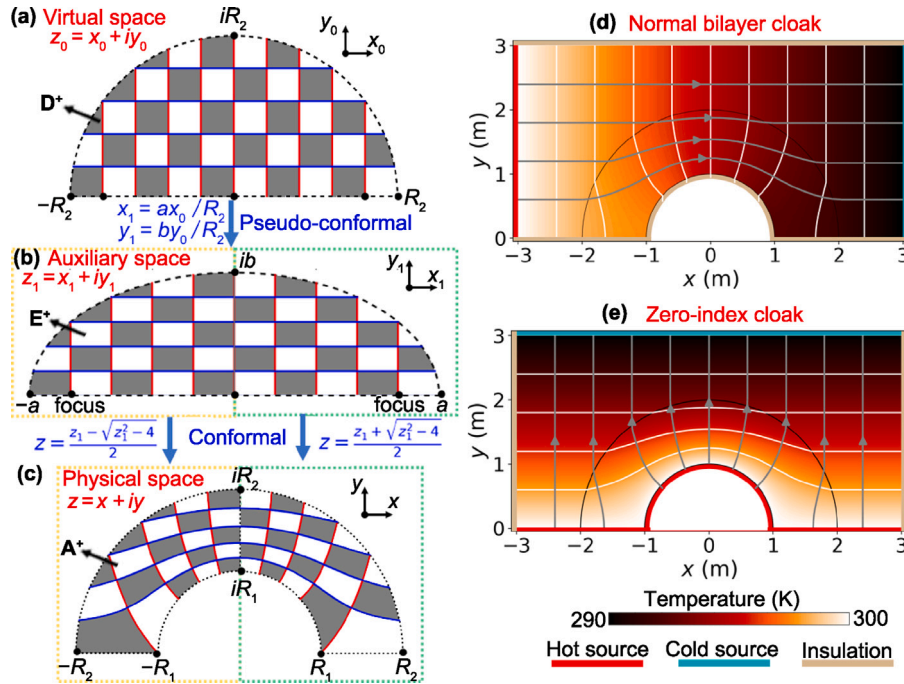 (a) Virtual space
z₀ = x₀ + iy₀
iR₂
y₀
x₀
D⁺
−R₂
R₂
x₁ = ax₀ /R₂
y₁ = by₀ /R₂
Pseudo-conformal
(b) Auxiliary space
z₁ = x₁ + iy₁
ib
y₁
x₁
E⁺
−a
focus
focus
a
z = (z₁ − √(z₁² − 4))/2
Conformal
z = (z₁ + √(z₁² − 4))/2
(c)
Physical space
z = x + iy
iR₂
y
x
A⁺
iR₁
−R₂
−R₁
R₁
R₂
(d) Normal bilayer cloak
3
2
1
0
y (m)
−3 −2 −1 0 1 2 3
x (m)
(e) Zero-index cloak
3
2
1
0
y (m)
−3 −2 −1 0 1 2 3
x (m)
Temperature (K)
290 300
Hot source Cold source Insulation